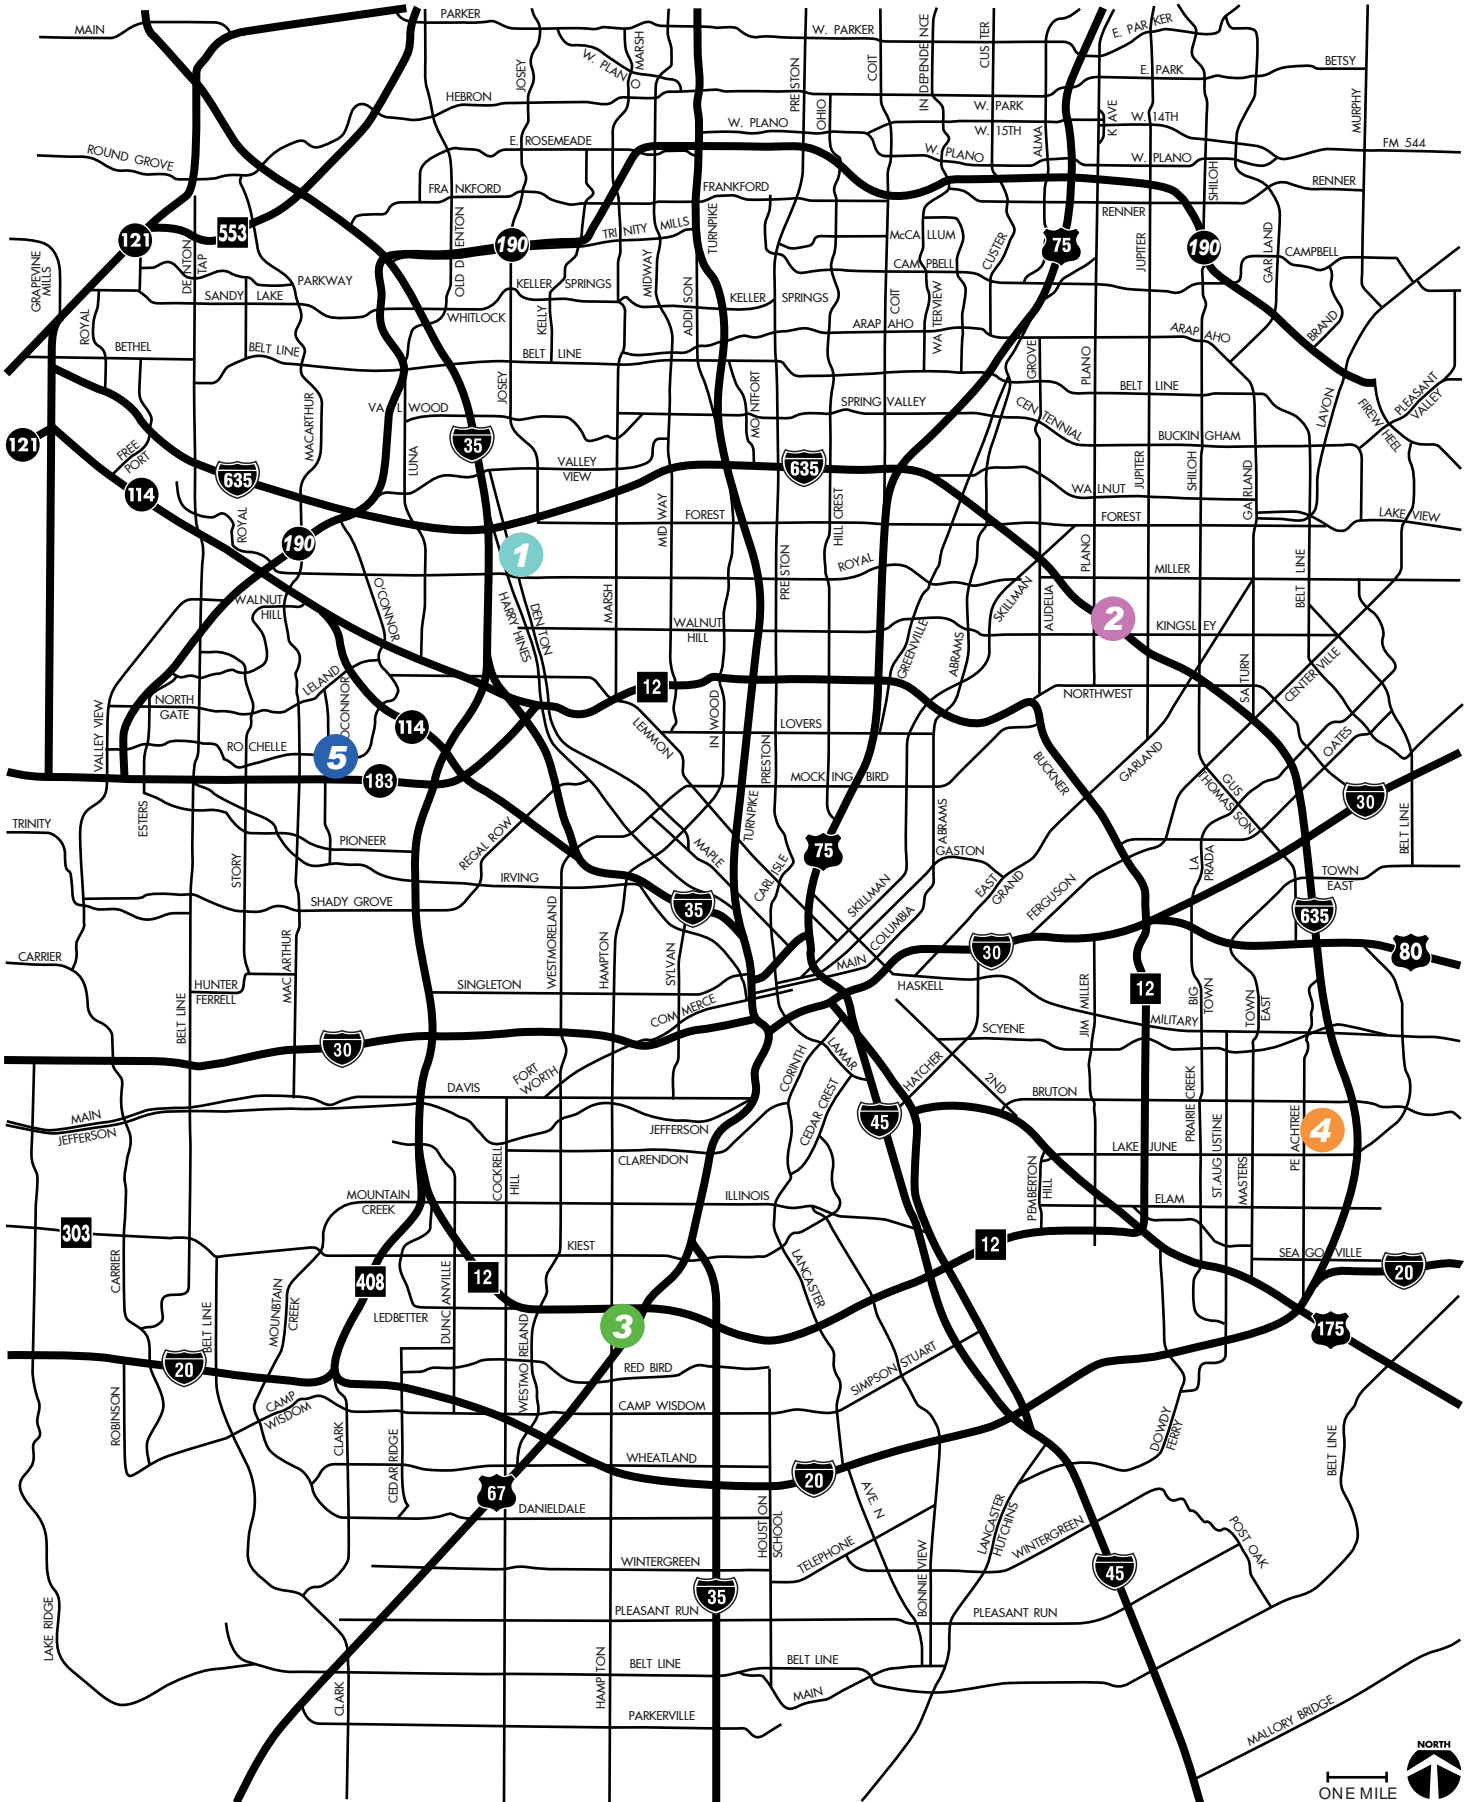 PARKER
MAIN
W. PARKER
E. PARKER
CUSTER
INDEPENDENCE
MARSH
JOSEY
W. PLANO
PRESTON
COIT
E. PARK
BETSY
HEBRON
OHIO
W. PARK
K AVE
W. 14TH
MURPHY
W. PLANO
W. 15TH
ALMA
E. ROSEMEADE
FM 544
ROUND GROVE
W. PLANO
W. PLANO
SHILOH
FRANKFORD
FRANKFORD
RENNER
RENNER
121
553
OLD DENTON
190
TRINITY MILLS
TURNPIKE
McCALLUM
CUSTER
75
JUPITER
190
GARLAND
CAMPBELL
GRAPEVINE
MILLS
DENTON
TAP
PARKWAY
SANDY LAKE
KELLER SPRINGS
MIDWAY
ADDISON
KELLER SPRINGS
CAMPBELL
COIT
WATERVIEW
ROYAL
WHITLOCK
KELLY
ARAPAHO
ARAPAHO
BRAND
BETHEL
BELT LINE
BELT LINE
GROVE
PLANO
BELT LINE
JOSEY
MONTFORT
LAVON
PLEASANT
VALLEY
FIREWHEEL
VALLWOOD
MACARTHUR
SPRING VALLEY
CENTENNIAL
BUCKINGHAM
121
FREE
PORT
35
LUNA
VALLEY
VIEW
635
635
JUPITER
SHILOH
GARLAND
WALNUT
114
ROYAL
MIDWAY
FOREST
HILLCREST
FOREST
LAKEVIEW
190
1
PRESTON
ROYAL
PLANO
MILLER
BELT LINE
WALNUT
HILL
O'CONNOR
HARRY HINES
DENTON
MARSH
WALNUT
HILL
SKILLMAN
AUDELIA
2
KINGSLEY
GREENVILLE
ABRAMS
LELAND
12
NORTHWEST
SATURN
CENTERVILLE
NORTH
GATE
OCONNOR
INWOOD
VALLEY VIEW
LEMMON
LOVERS
114
ROCHELLE
5
PRESTON
OATES
183
MOCKINGBIRD
BUCKNER
GARLAND
GUS
THOMASSON
30
TRINITY
ESTERS
PIONEER
REGAL ROW
MAPLE
TURNPIKE
75
ABRAMS
GASTON
BELT LINE
STORY
IRVING
CARLISLE
EAST
GRAND
LA
PRADA
TOWN
EAST
SHADY GROVE
35
SKILLMAN
FERGUSON
635
COLUMBIA
CARRIER
MACARTHUR
WESTMORELAND
HAMPTON
SYLVAN
MAIN
30
80
HUNTER
FERRELL
SINGLETON
HASKELL
12
BELT LINE
COMMERCE
JIM MILLER
BIG
TOWN
TOWN
EAST
MILITARY
30
SCYENE
FORT
WORTH
CORINTH
LAMAR
HATCHER
2ND
DAVIS
BRUTON
PRAIRIE CREEK
MAIN
JEFFERSON
JEFFERSON
CEDAR CREST
45
PEACHTREE
4
ST. AUGUSTINE
LAKE JUNE
CLARENDON
COCKRELL
HILL
MASTERS
MOUNTAIN
CREEK
ILLINOIS
PEMBERTON
HILL
ELAM
303
KIEST
12
SEAGOVILLE
20
CARRIER
408
12
LANCASTER
MOUNTAIN
CREEK
BELT LINE
DUNCANVILLE
LEDBETTER
3
175
20
WESTMORELAND
RED BIRD
SIMPSON STUART
CAMP
WISDOM
CAMP WISDOM
ROBINSON
CLARK
CEDAR RIDGE
DOWDY
FERRY
BELT LINE
WHEATLAND
20
67
AVE. N
DANIELDALE
HOUSTON
SCHOOL
LANCASTER
HUTCHINS
WINTERGREEN
POST OAK
TELEPHONE
WINTERGREEN
BONNIE VIEW
45
35
LAKE RIDGE
PLEASANT RUN
PLEASANT RUN
BELT LINE
BELT LINE
HAMPTON
CLARK
MAIN
PARKERVILLE
MALLORY BRIDGE
NORTH
ONE MILE